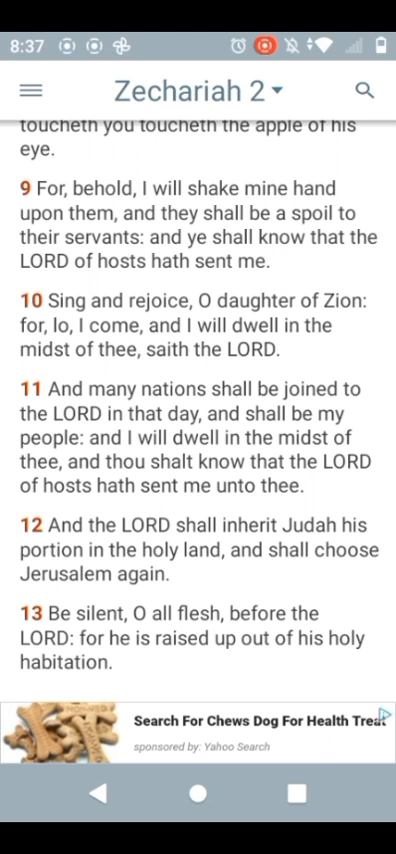 8:37
Zechariah 2
toucheth you toucheth the apple of his
eye.
9 For, behold, I will shake mine hand
upon them, and they shall be a spoil to
their servants: and ye shall know that the
LORD of hosts hath sent me.
10 Sing and rejoice, O daughter of Zion:
for, lo, I come, and I will dwell in the
midst of thee, saith the LORD.
11 And many nations shall be joined to
the LORD in that day, and shall be my
people: and I will dwell in the midst of
thee, and thou shalt know that the LORD
of hosts hath sent me unto thee.
12 And the LORD shall inherit Judah his
portion in the holy land, and shall choose
Jerusalem again.
13 Be silent, O all flesh, before the
LORD: for he is raised up out of his holy
habitation.
Search For Chews Dog For Health Treat
sponsored by: Yahoo Search